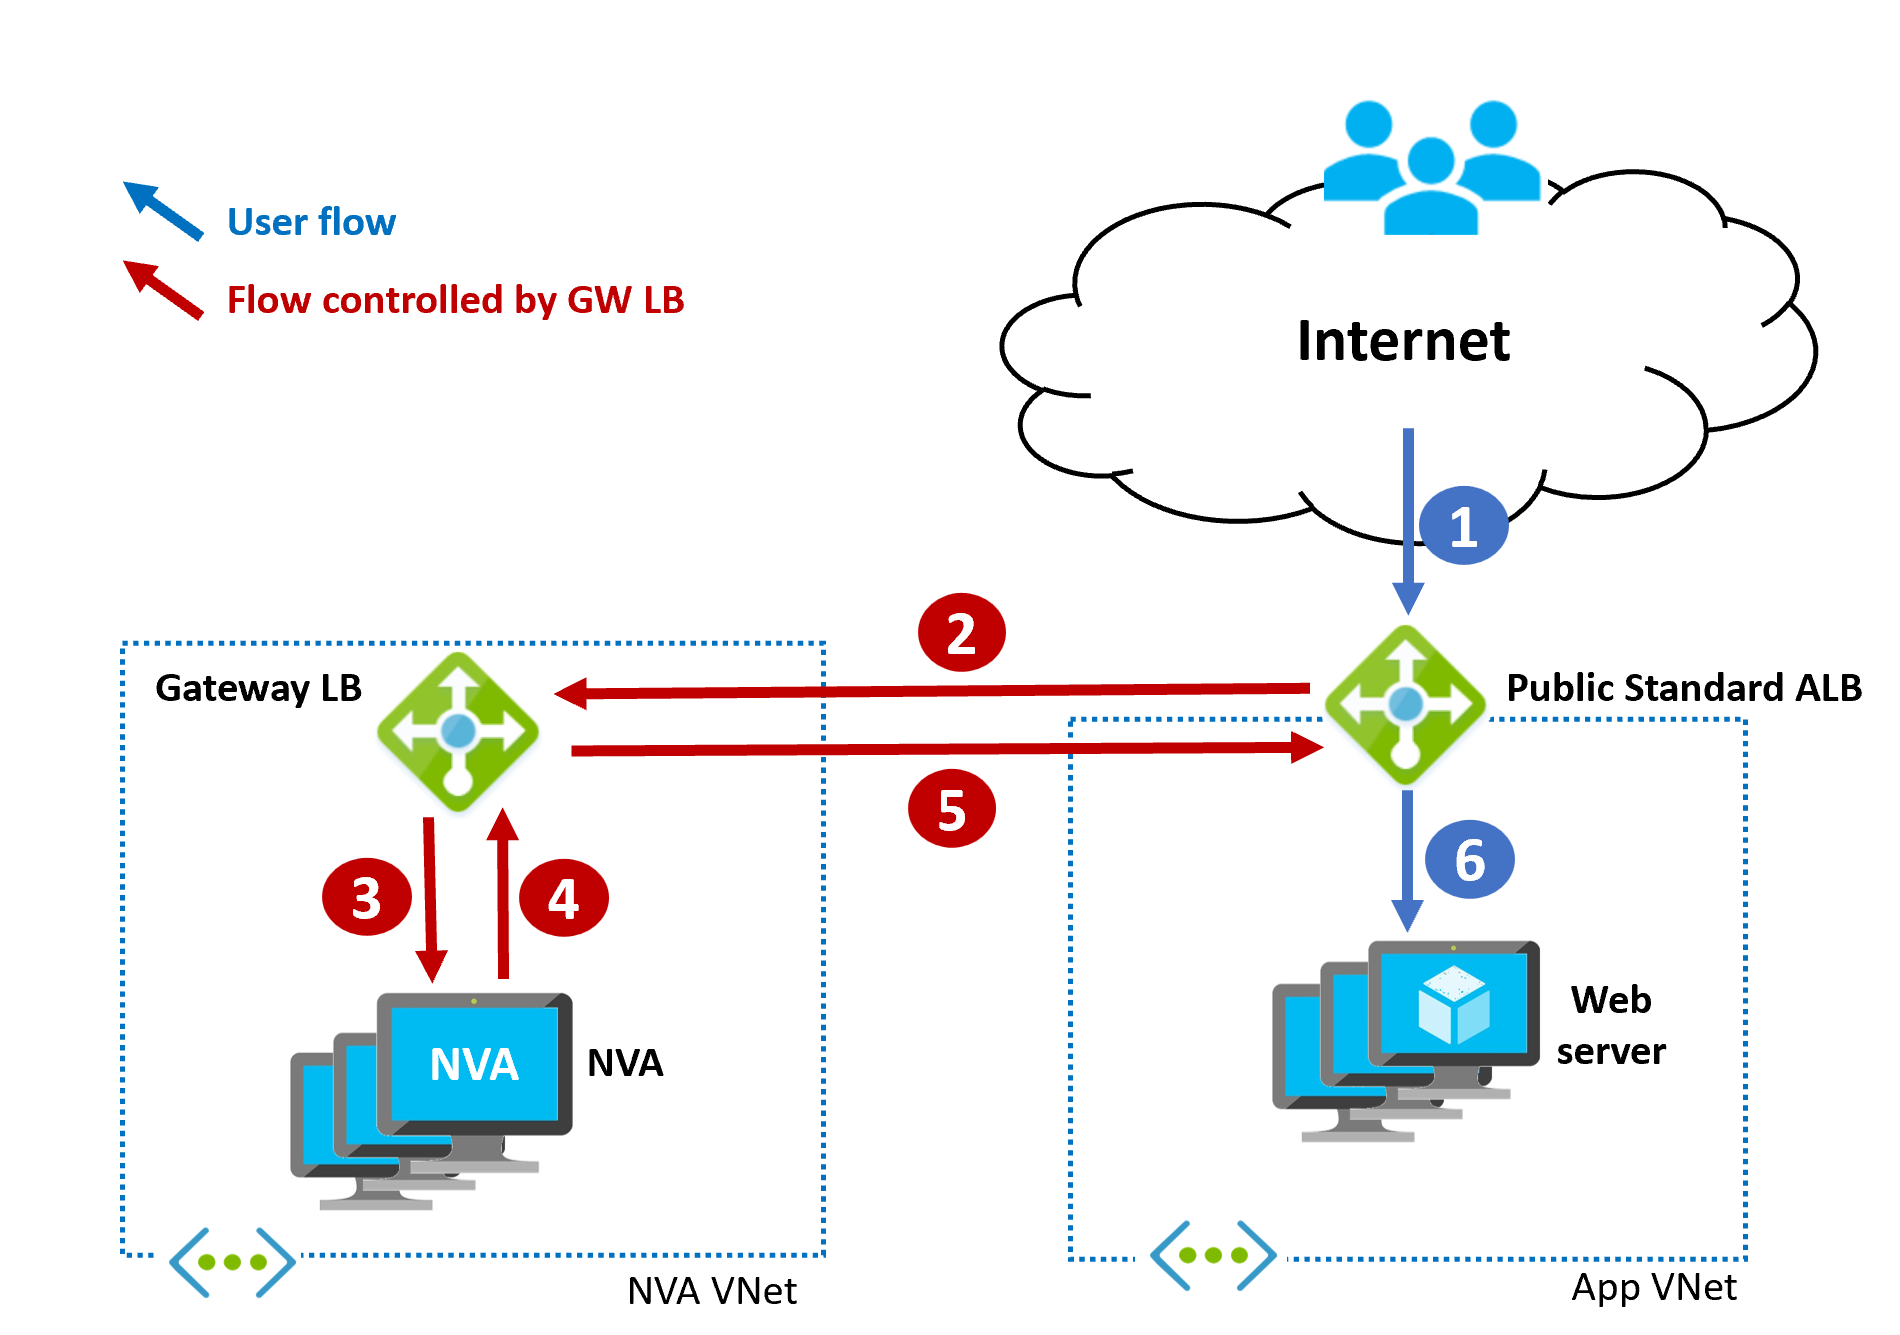 User flow
Flow controlled by GW LB
Internet
1
2
Gateway LB
Public Standard ALB
5
3
4
6
NVA
NVA
Web
server
NVA VNet
App VNet